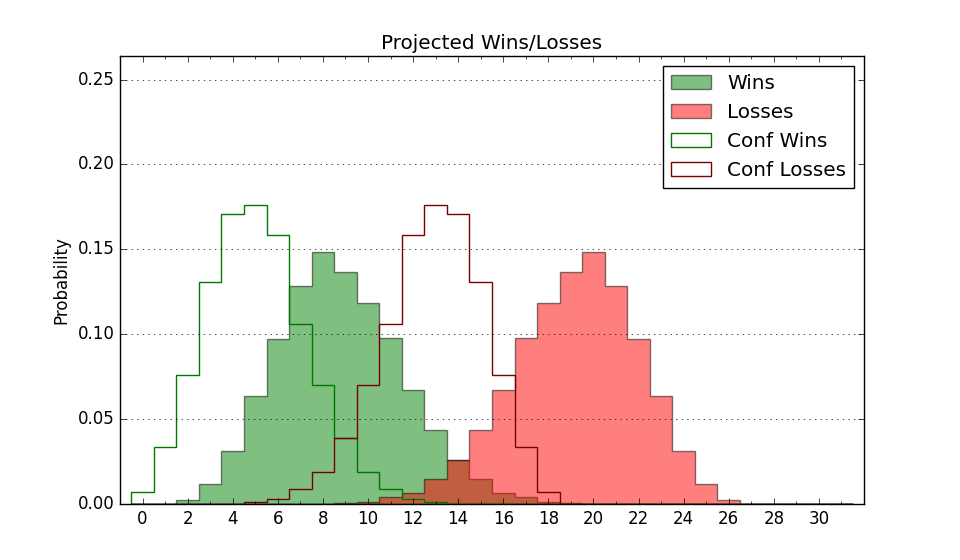 Projected Wins/Losses
0.25
0.20
0.15
0.10
0.05
0.00
Probability
Wins
Losses
Conf Wins
Conf Losses
0 2 4 6 8 10 12 14 16 18 20 22 24 26 28 30